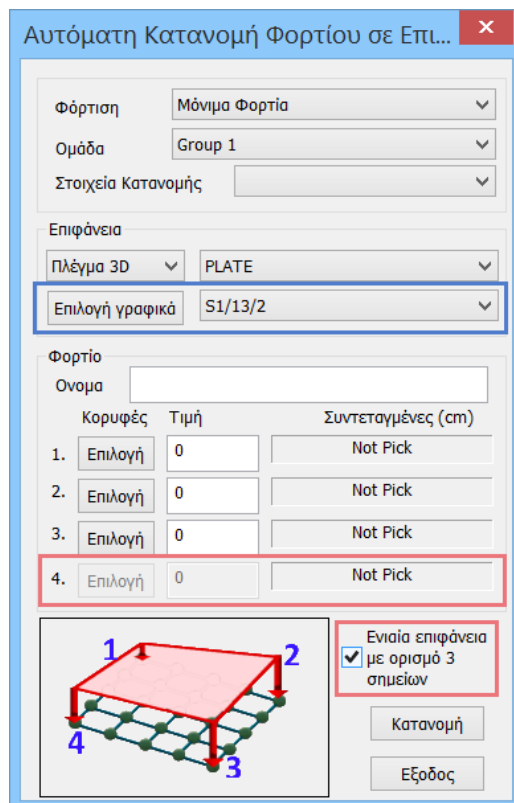 Αυτόματη Κατανομή Φορτίου σε Επι...
Φόρτιση Μόνιμα Φορτία
Ομάδα Group 1
Στοιχεία Κατανομής
Επιφάνεια
Πλέγμα 3D PLATE
Επιλογή γραφικά S1/13/2
Φορτίο
Ονομα
Κορυφές Τιμή Συντεταγμένες (cm)
1. Επιλογή 0 Not Pick
2. Επιλογή 0 Not Pick
3. Επιλογή 0 Not Pick
4. Επιλογή 0 Not Pick
1 2
4 3
Ενιαία επιφάνεια
με ορισμό 3
σημείων
Κατανομή
Εξοδος